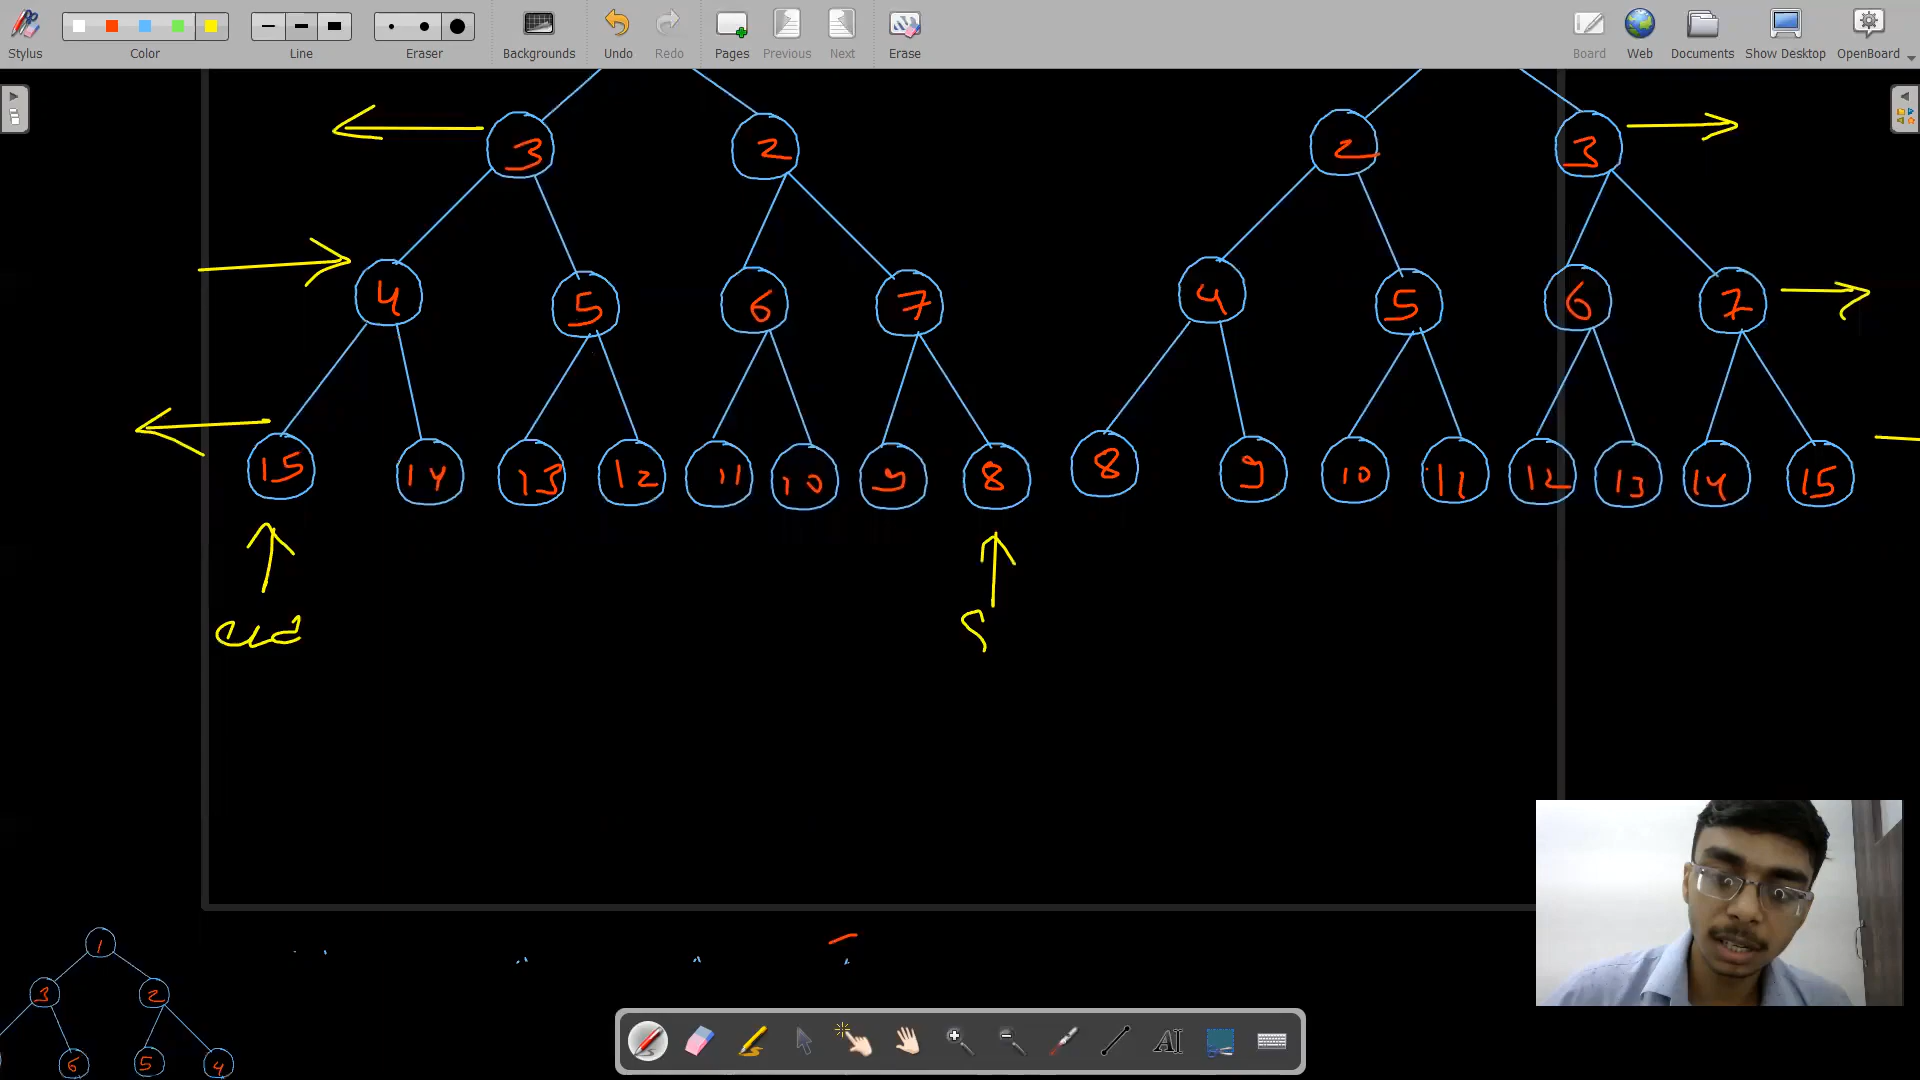 Stylus Color Line Eraser Backgrounds Undo Redo Pages Previous Next Erase Board Web Documents Show Desktop OpenBoard
3 2 2 3
4 5 6 7 4 5 6 7
15 14 13 12 11 10 9 8 8 9 10 11 12 13 14 15
1
3 2
6 5 4